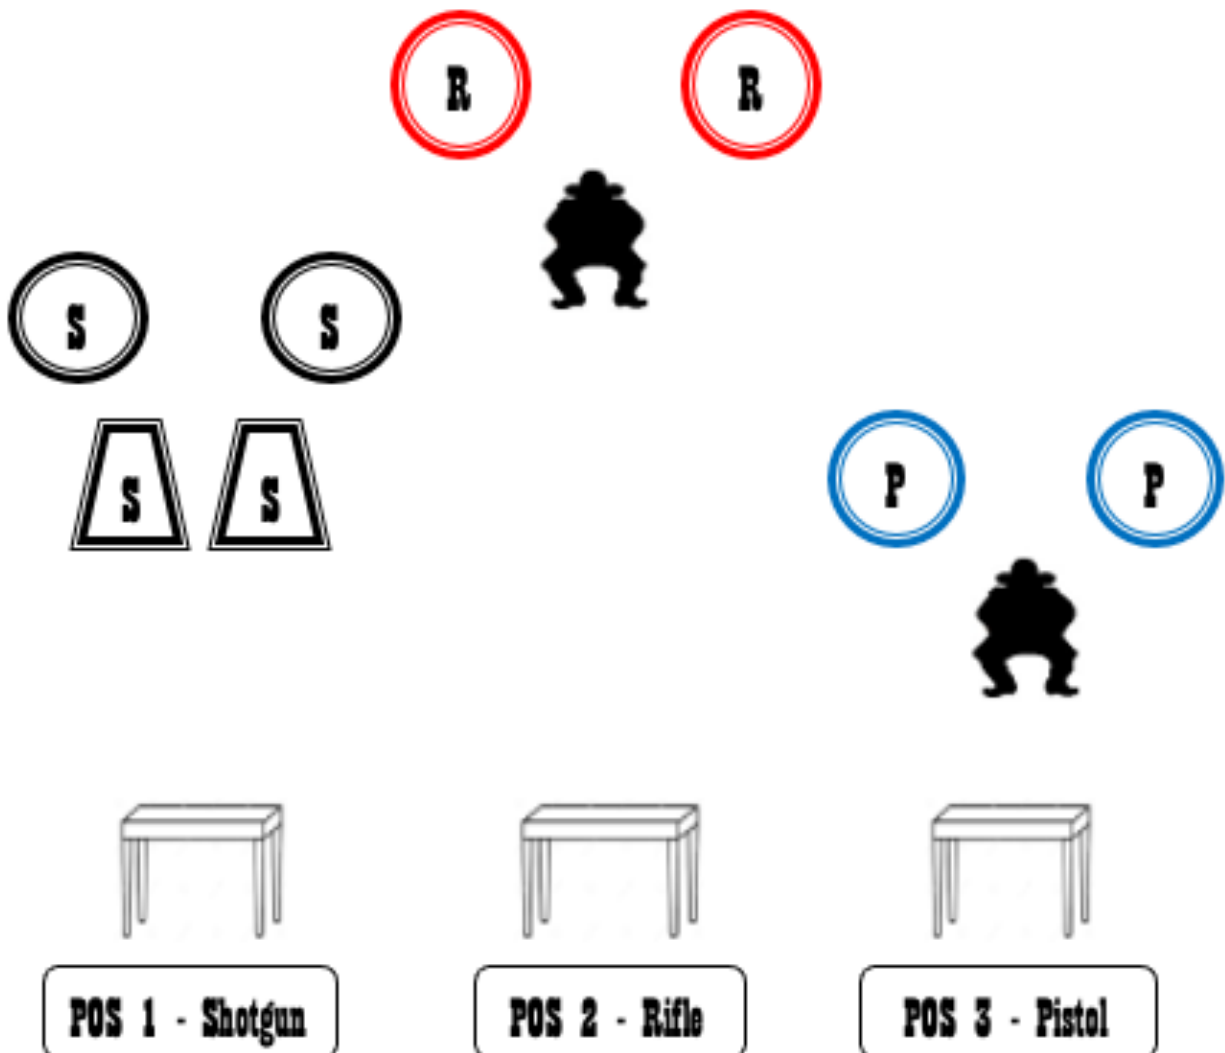 R R
S S
S S
P P
POS 1 - Shotgun
POS 2 - Rifle
POS 3 - Pistol